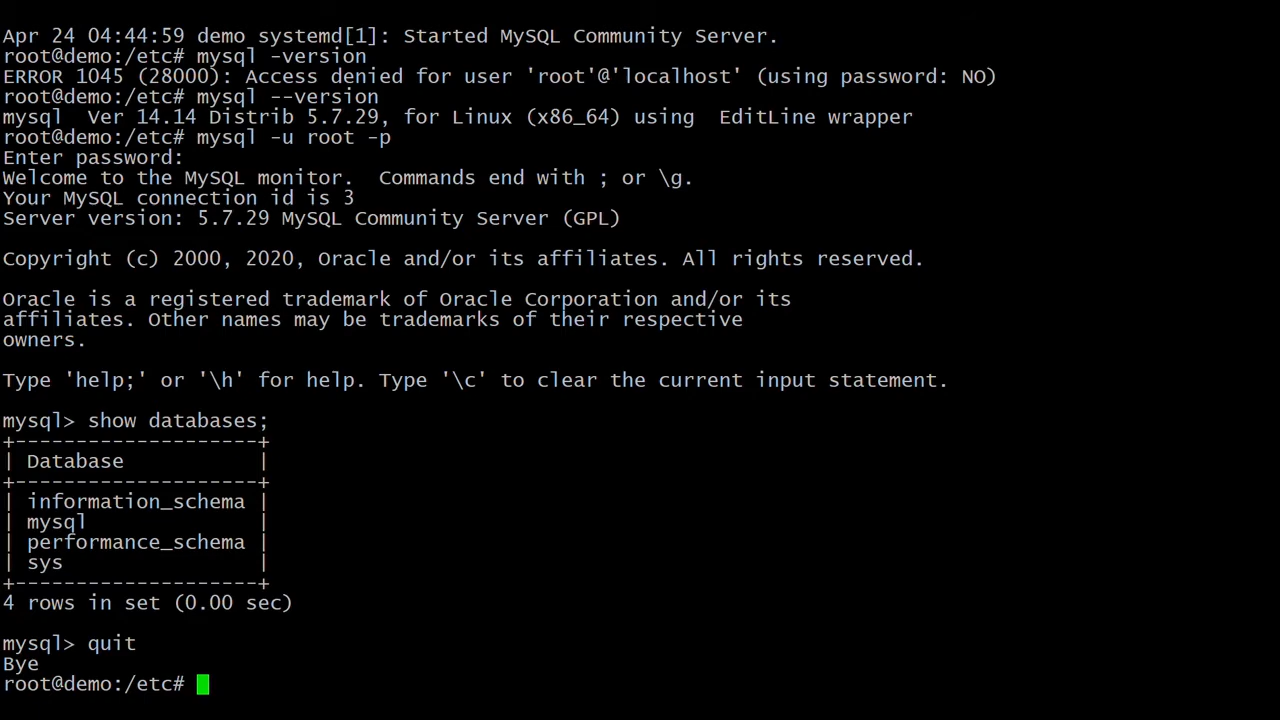 Apr 24 04:44:59 demo systemd[1]: Started MySQL Community Server.
root@demo:/etc# mysql -version
ERROR 1045 (28000): Access denied for user 'root'@'localhost' (using password: NO)
root@demo:/etc# mysql --version
mysql  Ver 14.14 Distrib 5.7.29, for Linux (x86_64) using  EditLine wrapper
root@demo:/etc# mysql -u root -p
Enter password:
Welcome to the MySQL monitor.  Commands end with ; or \g.
Your MySQL connection id is 3
Server version: 5.7.29 MySQL Community Server (GPL)
Copyright (c) 2000, 2020, Oracle and/or its affiliates. All rights reserved.
Oracle is a registered trademark of Oracle Corporation and/or its
affiliates. Other names may be trademarks of their respective
owners.
Type 'help;' or '\h' for help. Type '\c' to clear the current input statement.
mysql> show databases;
+--------------------+
| Database           |
+--------------------+
| information_schema |
| mysql              |
| performance_schema |
| sys                |
+--------------------+
4 rows in set (0.00 sec)
mysql> quit
Bye
root@demo:/etc#